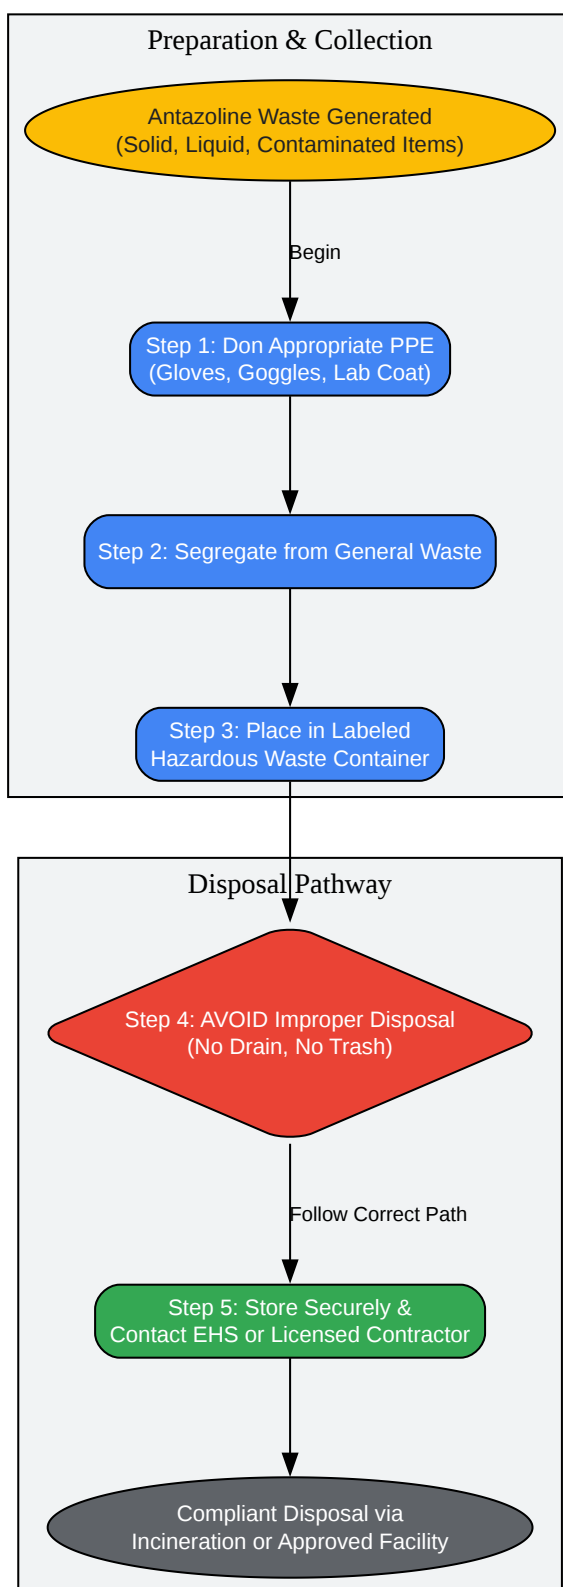 Preparation & Collection
Antazoline Waste Generated
(Solid, Liquid, Contaminated Items)
Begin
Step 1: Don Appropriate PPE
(Gloves, Goggles, Lab Coat)
Step 2: Segregate from General Waste
Step 3: Place in Labeled
Hazardous Waste Container
Disposal Pathway
Step 4: AVOID Improper Disposal
(No Drain, No Trash)
Follow Correct Path
Step 5: Store Securely &
Contact EHS or Licensed Contractor
Compliant Disposal via
Incineration or Approved Facility